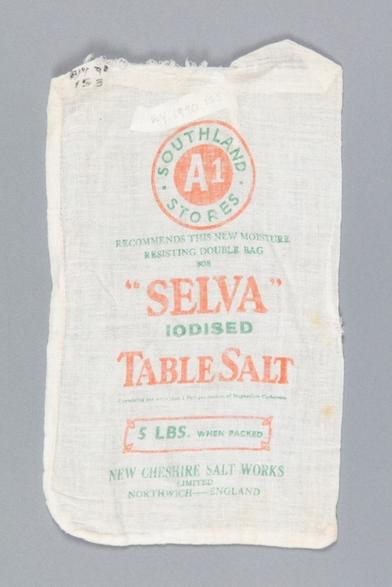 153
SOUTHLAND
A1
STORES
RECOMMENDS THIS NEW MOISTURE
RESISTING DOUBLE BAG
FOR
"SELVA"
IODISED
TABLE SALT
5 LBS. WHEN PACKED
NEW CHESHIRE SALT WORKS
LIMITED
NORTHWICH—ENGLAND